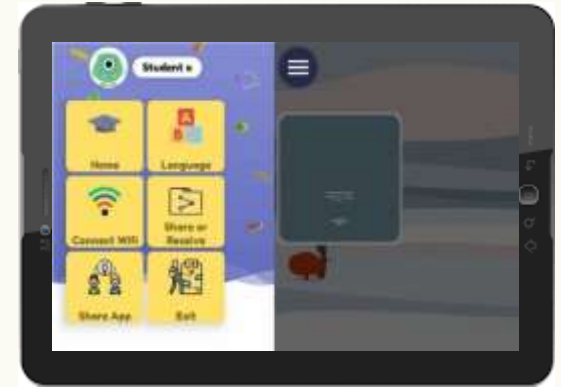 Student
Home
Language
Connect Wifi
Share or
Receive
Share App
Exit